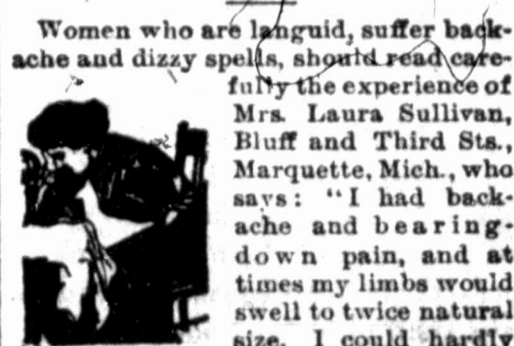 Women who are languid, suffer back-
ache and dizzy spells, should read care-
fully the experience of
Mrs. Laura Sullivan,
Bluff and Third Sts.,
Marquette, Mich., who
says: "I had back-
ache and bearing-
down pain, and at
times my limbs would
swell to twice natural
size. I could hardly